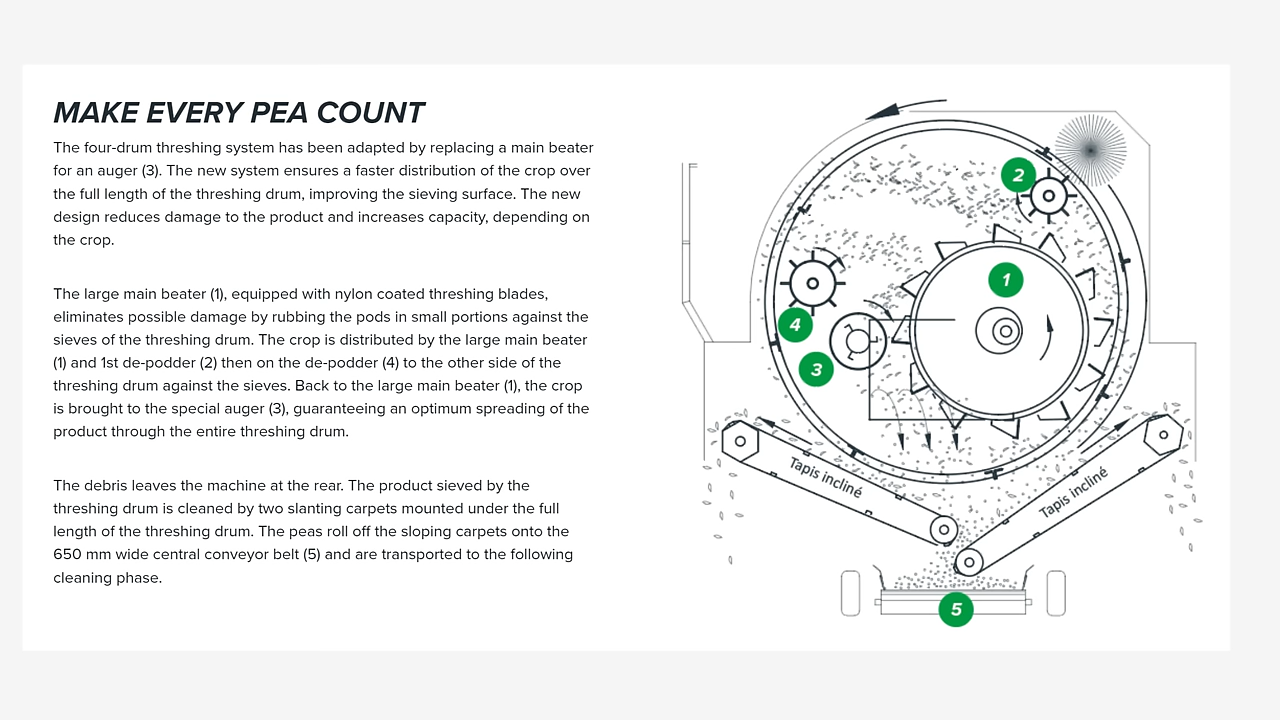 MAKE EVERY PEA COUNT
The four-drum threshing system has been adapted by replacing a main beater
for an auger (3). The new system ensures a faster distribution of the crop over
the full length of the threshing drum, improving the sieving surface. The new
design reduces damage to the product and increases capacity, depending on
the crop.
The large main beater (1), equipped with nylon coated threshing blades,
eliminates possible damage by rubbing the pods in small portions against the
sieves of the threshing drum. The crop is distributed by the large main beater
(1) and 1st de-podder (2) then on the de-podder (4) to the other side of the
threshing drum against the sieves. Back to the large main beater (1), the crop
is brought to the special auger (3), guaranteeing an optimum spreading of the
product through the entire threshing drum.
The debris leaves the machine at the rear. The product sieved by the
threshing drum is cleaned by two slanting carpets mounted under the full
length of the threshing drum. The peas roll off the sloping carpets onto the
650 mm wide central conveyor belt (5) and are transported to the following
cleaning phase.
2
1
4
3
Tapis incliné
Tapis incliné
5